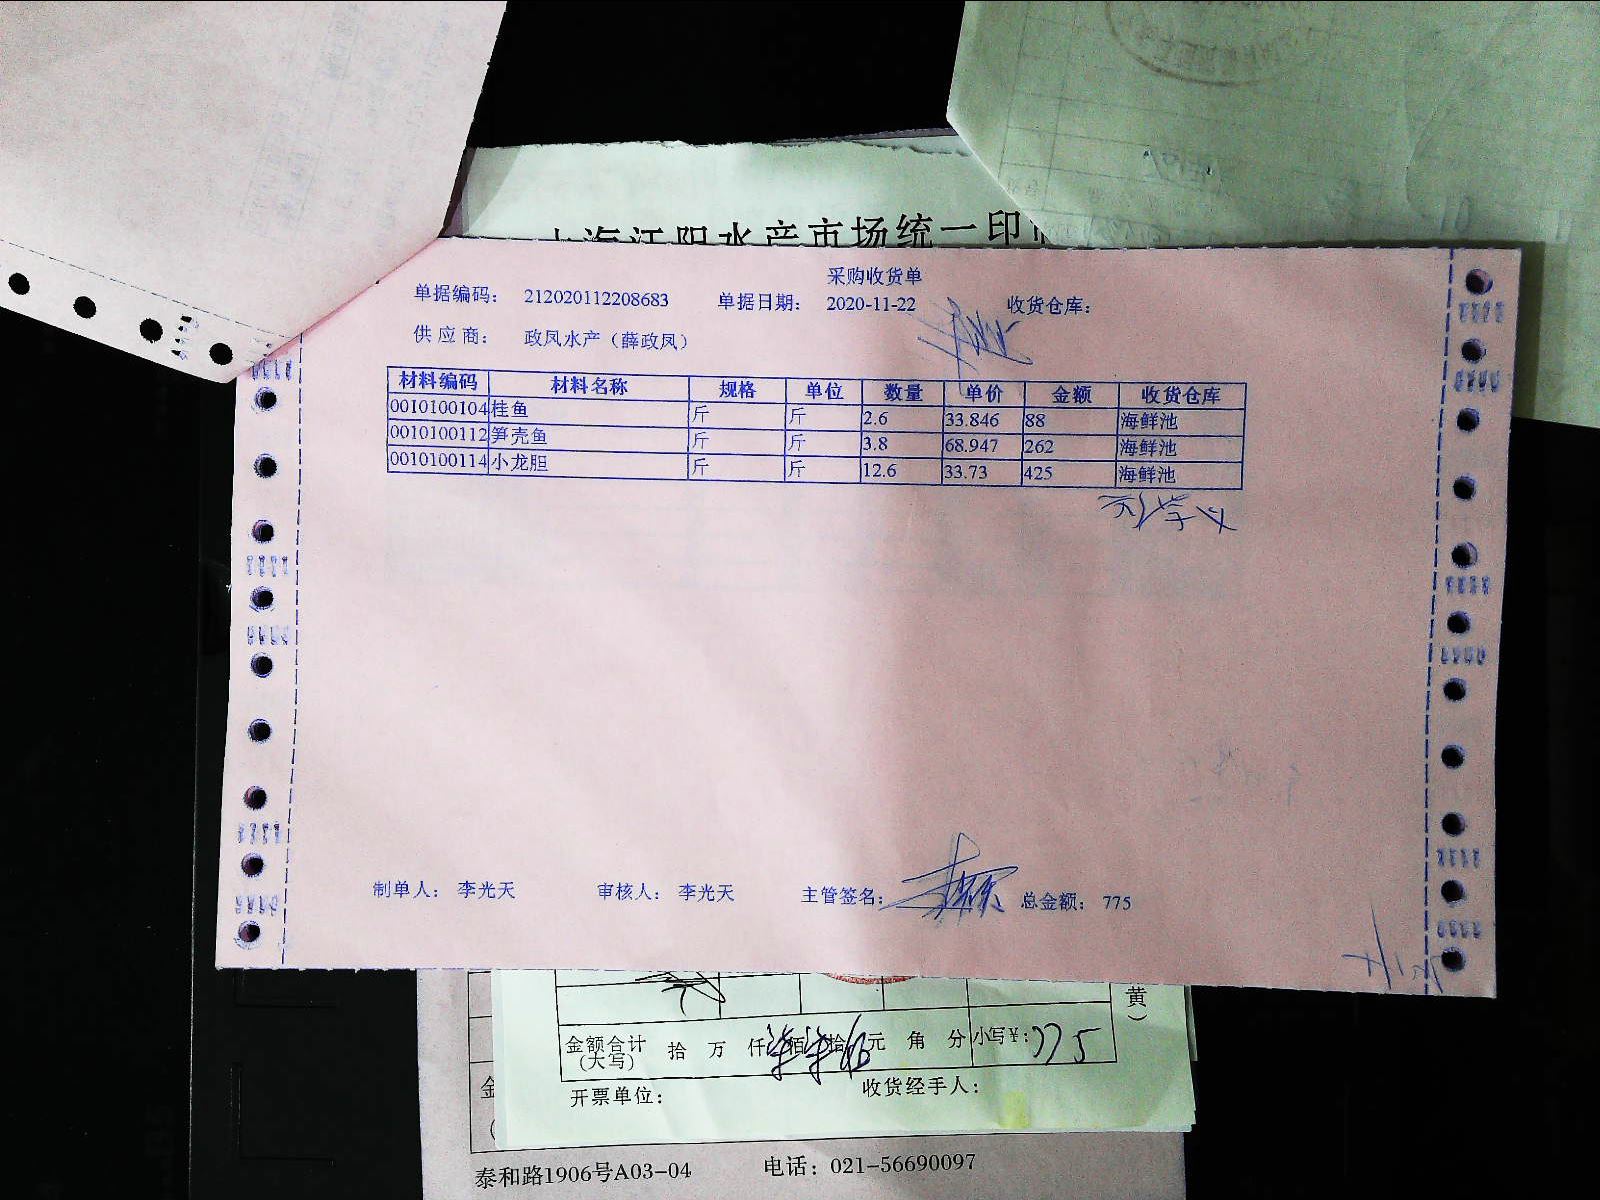 上海江阳水产市场统一印
采购收货单
单据编码： 212020112208683 单据日期： 2020-11-22 收货仓库：
供应商： 政凤水产（薛政凤）
材料编码 材料名称 规格 单位 数量 单价 金额 收货仓库
0010100104 桂鱼 斤 斤 2.6 33.846 88 海鲜池
0010100112 笋壳鱼 斤 斤 3.8 68.947 262 海鲜池
0010100114 小龙胆 斤 斤 12.6 33.73 425 海鲜池
制单人： 李光天 审核人： 李光天 主管签名： 总金额： 775
黄）
金额合计 拾 万 仟 佰 拾 元 角 分 小写¥: 775
(大写)
开票单位： 收货经手人：
金
（
泰和路1906号A03-04 电话：021-56690097